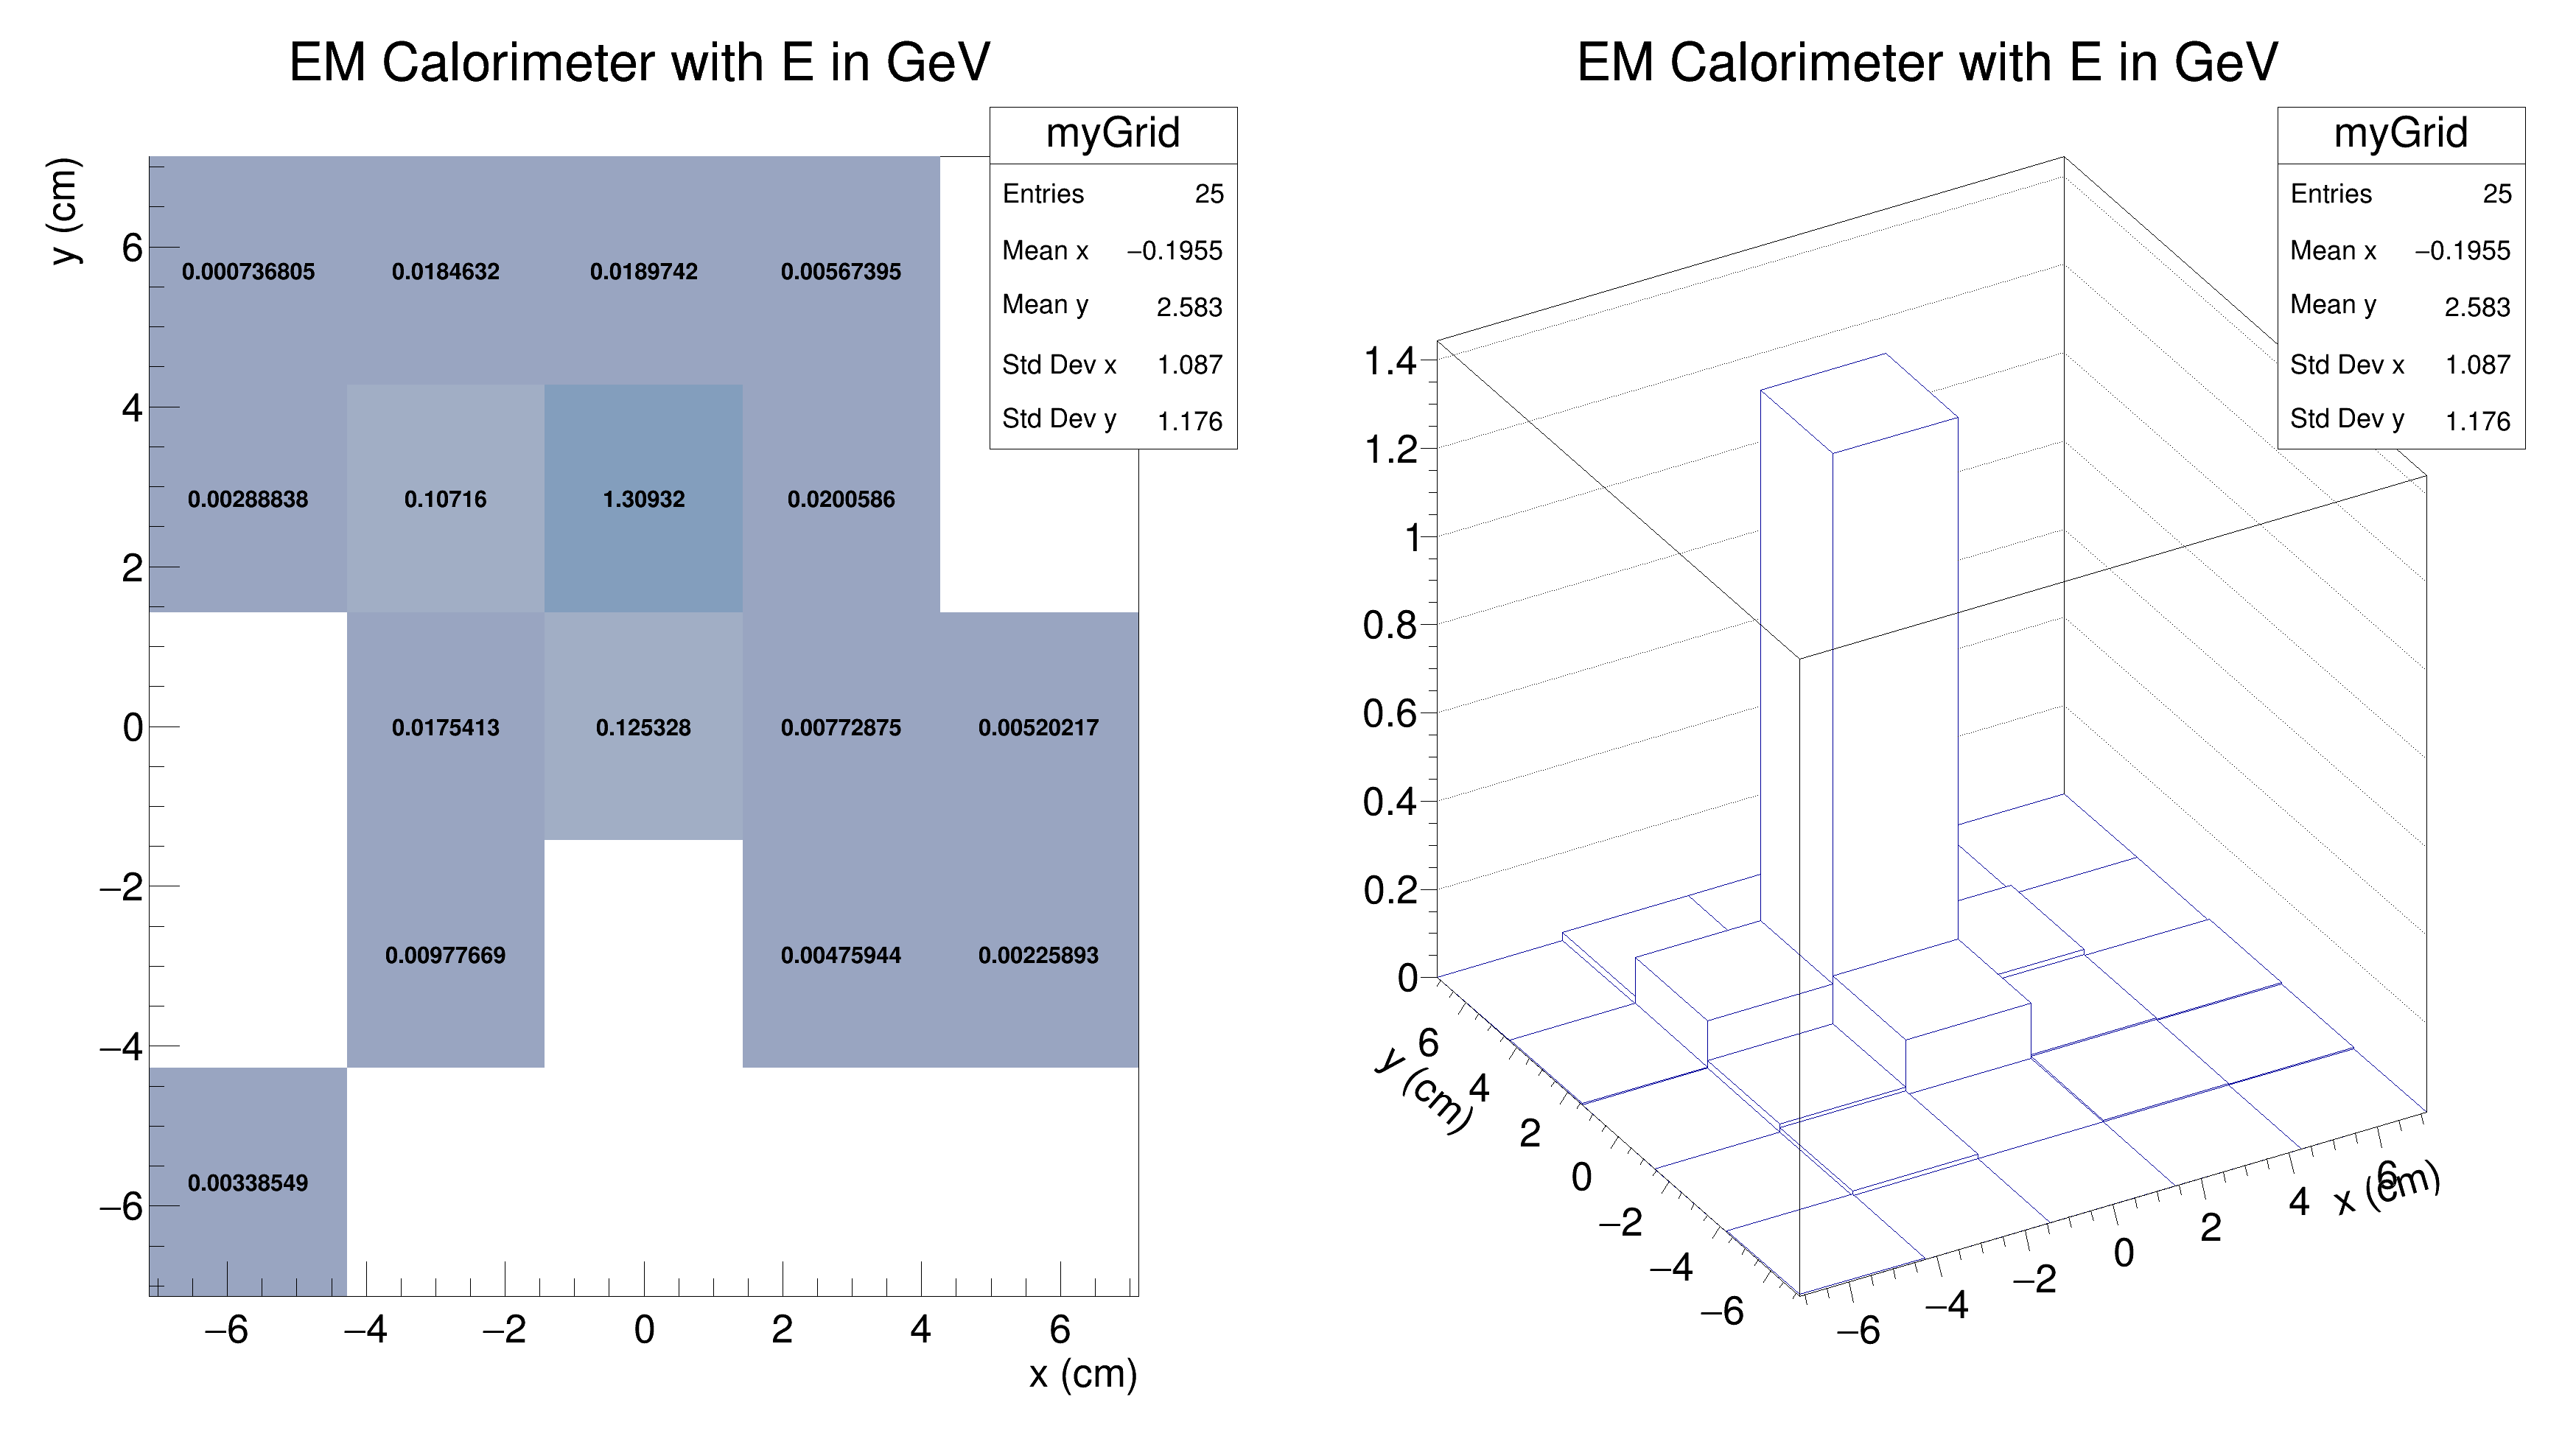 EM Calorimeter with E in GeV
myGrid
Entries 25
Mean x −0.1955
Mean y 2.583
Std Dev x 1.087
Std Dev y 1.176
y (cm)
6
4
2
0
−2
−4
−6
0.000736805 0.0184632 0.0189742 0.00567395
0.00288838 0.10716 1.30932 0.0200586
0.0175413 0.125328 0.00772875 0.00520217
0.00977669 0.00475944 0.00225893
0.00338549
−6 −4 −2 0 2 4 6
x (cm)
EM Calorimeter with E in GeV
myGrid
Entries 25
Mean x −0.1955
Mean y 2.583
Std Dev x 1.087
Std Dev y 1.176
1.4
1.2
1
0.8
0.6
0.4
0.2
0
6
4
2
0
−2
−4
−6
y (cm)
−6 −4 −2 0 2 4 6
x (cm)